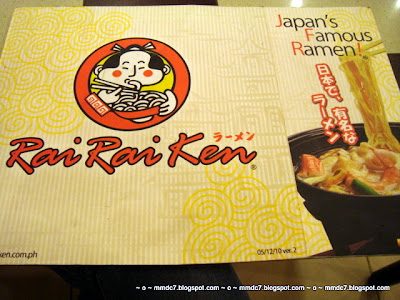 Japan's
Famous
Ramen!
日本で、有名な
ラーメン
ラーメン
Rai Rai Ken®
ken.com.ph
05/12/10 ver. 2
~ o ~ mmdc7.blogspot.com ~ o ~ mmdc7.blogspot.com ~ o ~ mmdc7.blogspot.com ~ o ~